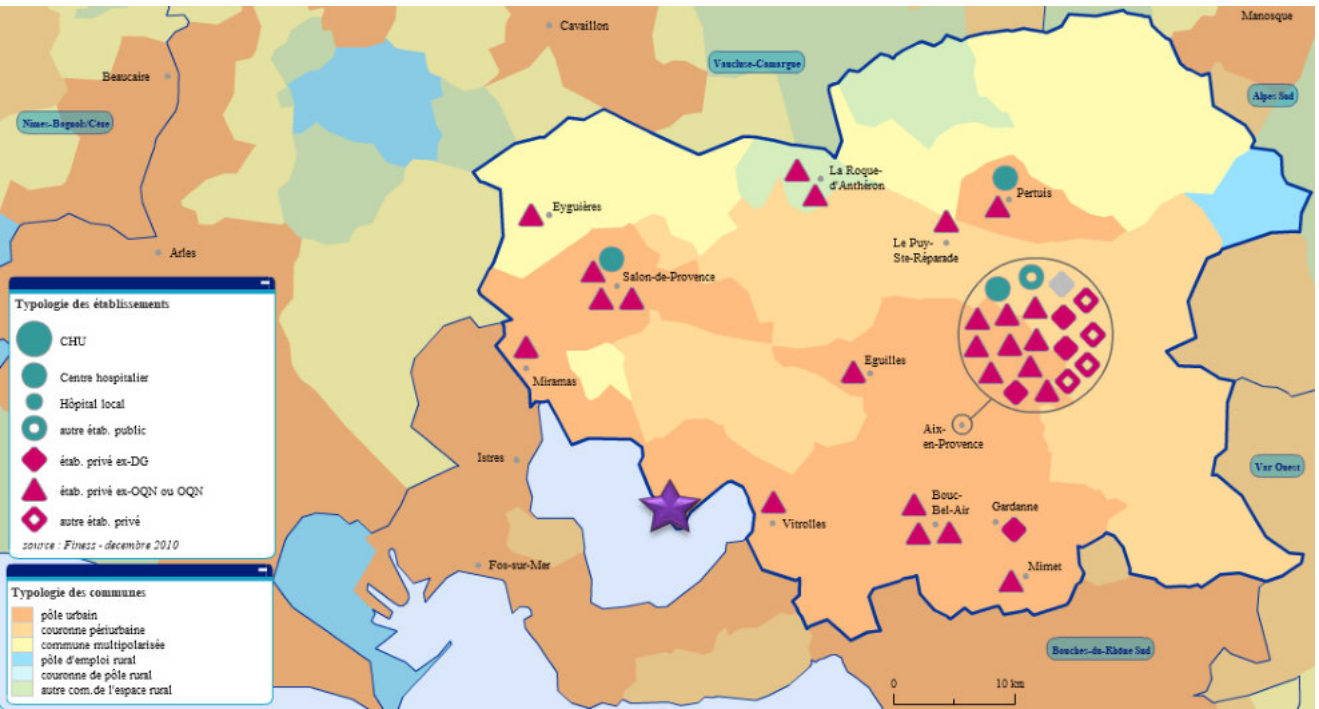 Cavaillon
Manosque
Beaucaire
Vaucluse-Camargue
Alpes Sud
Nîmes-Bagnols/Cèze
La Roque-
d'Anthéron
Pertuis
Eyguières
Le Puy-
Ste-Réparade
Arles
Salon-de-Provence
Typologie des établissements
CHU
Centre hospitalier
Hôpital local
autre étab. public
étab. privé ex-DG
étab. privé ex-OQN ou OQN
autre étab. privé
source : Finess - decembre 2010
Miramas
Eguilles
Aix-
en-Provence
Istres
Var Ouest
Vitrolles
Bouc-
Bel-Air
Gardanne
Fos-sur-Mer
Mimet
Typologie des communes
pôle urbain
couronne périurbaine
commune multipolarisée
pôle d'emploi rural
couronne de pôle rural
autre com.de l'espace rural
Bouches-du-Rhône Sud
0 10 km